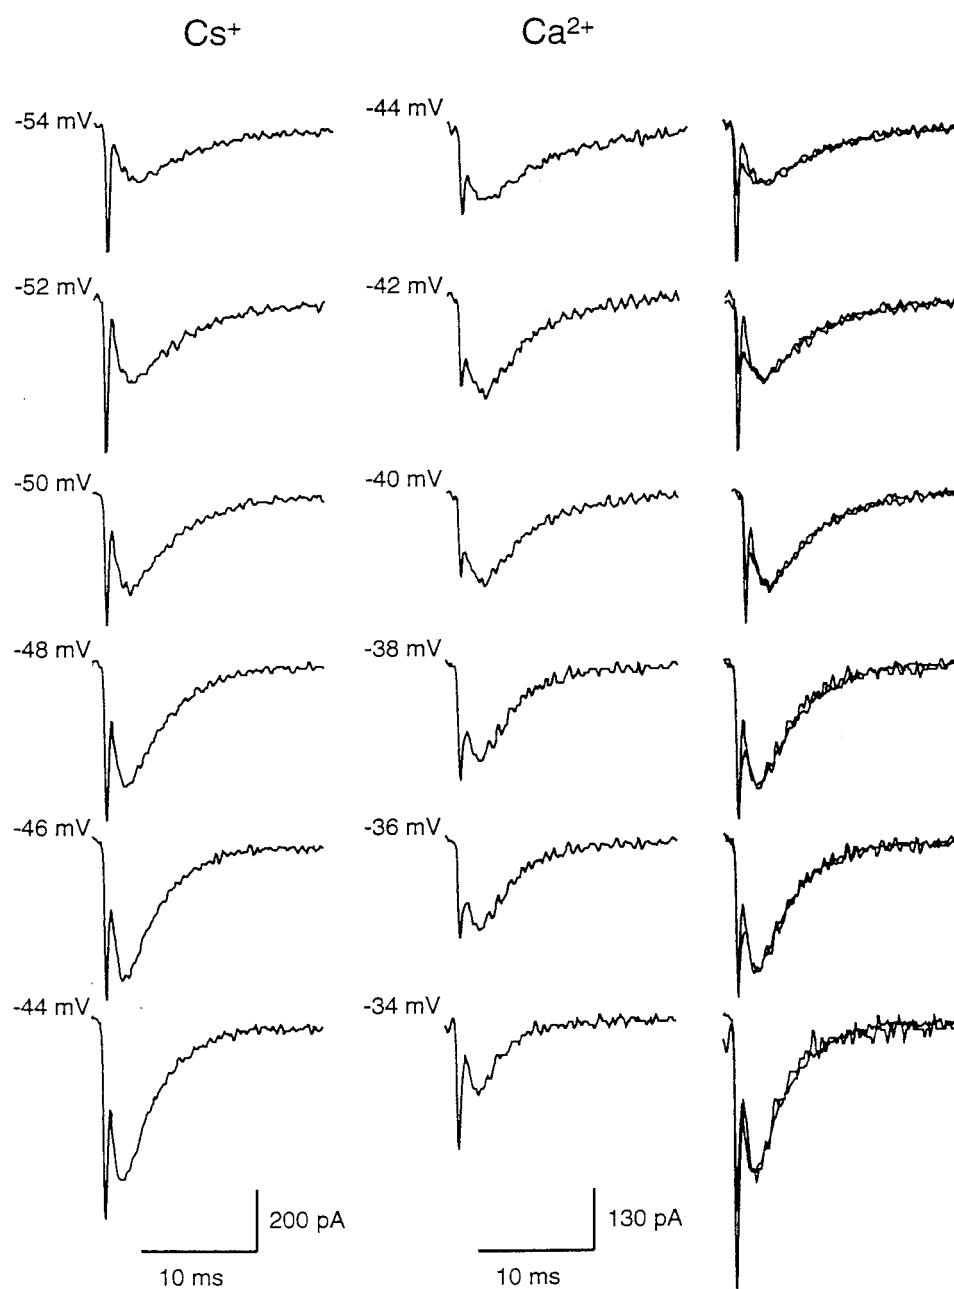 Cs⁺ Ca²⁺
-54 mV -44 mV
-52 mV -42 mV
-50 mV -40 mV
-48 mV -38 mV
-46 mV -36 mV
-44 mV -34 mV
200 pA 130 pA
10 ms 10 ms